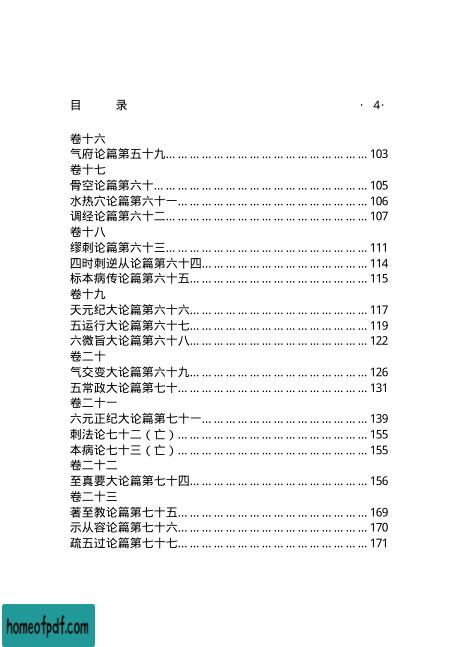 目 录 · 4·
卷十六
气府论篇第五十九………………………………………… 103
卷十七
骨空论篇第六十…………………………………………… 105
水热穴论篇第六十一……………………………………… 106
调经论篇第六十二………………………………………… 107
卷十八
缪刺论篇第六十三………………………………………… 111
四时刺逆从论篇第六十四………………………………… 114
标本病传论篇第六十五…………………………………… 115
卷十九
天元纪大论篇第六十六…………………………………… 117
五运行大论篇第六十七…………………………………… 119
六微旨大论篇第六十八…………………………………… 122
卷二十
气交变大论篇第六十九…………………………………… 126
五常政大论篇第七十……………………………………… 131
卷二十一
六元正纪大论篇第七十一………………………………… 139
刺法论七十二（亡）……………………………………… 155
本病论七十三（亡）……………………………………… 155
卷二十二
至真要大论篇第七十四…………………………………… 156
卷二十三
著至教论篇第七十五……………………………………… 169
示从容论篇第七十六……………………………………… 170
疏五过论篇第七十七……………………………………… 171
homeofpdf.com